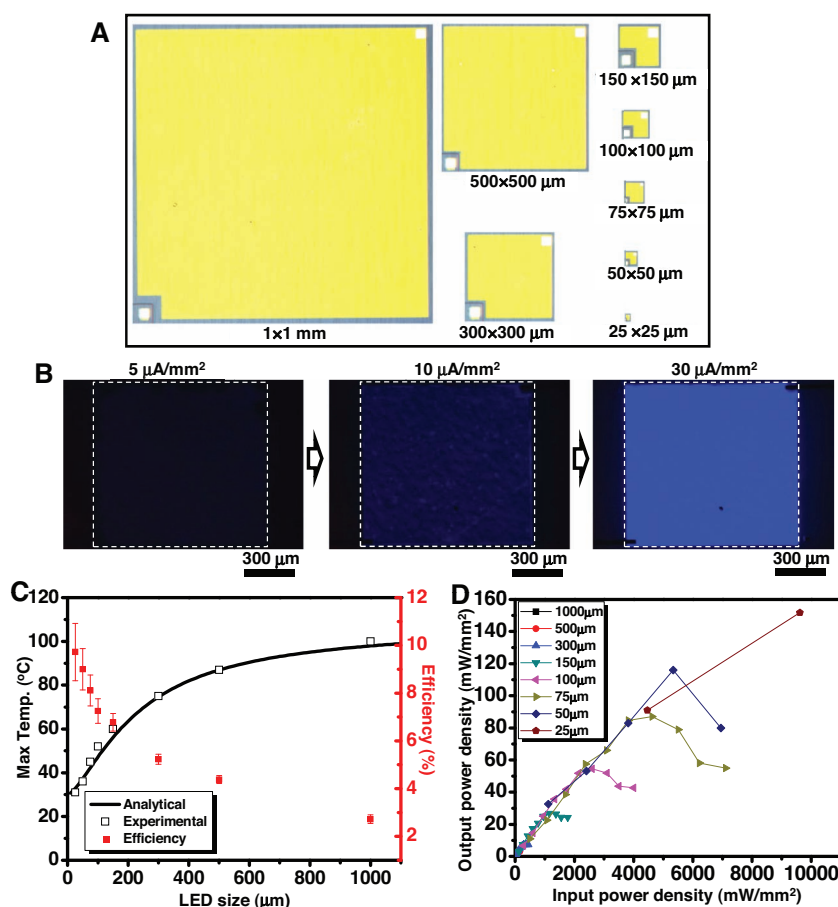 A
150 ×150 µm
100×100 µm
500×500 µm
75×75 µm
50×50 µm
1×1 mm
300×300 µm
25 ×25 µm
B
5 µA/mm²
10 µA/mm²
30 µA/mm²
300 µm
300 µm
300 µm
C
120
100
80
60
40
20
0
Max Temp. (ºC)
12
10
8
6
4
2
Efficiency (%)
Analytical
Experimental
Efficiency
0 200 400 600 800 1000
LED size (µm)
D
160
140
120
100
80
60
40
20
0
Output power density (mW/mm²)
1000µm
500µm
300µm
150µm
100µm
75µm
50µm
25µm
0 2000 4000 6000 8000 10000
Input power density (mW/mm²)